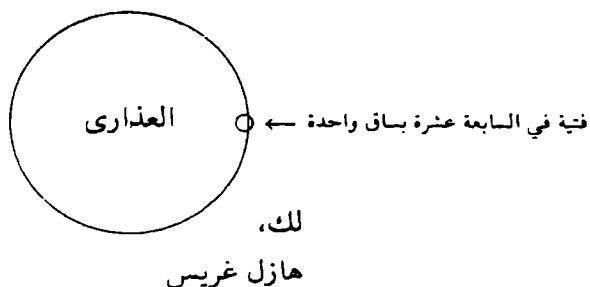 العذارى
فتية في السابعة عشرة بساق واحدة
لك،
هازل غريس